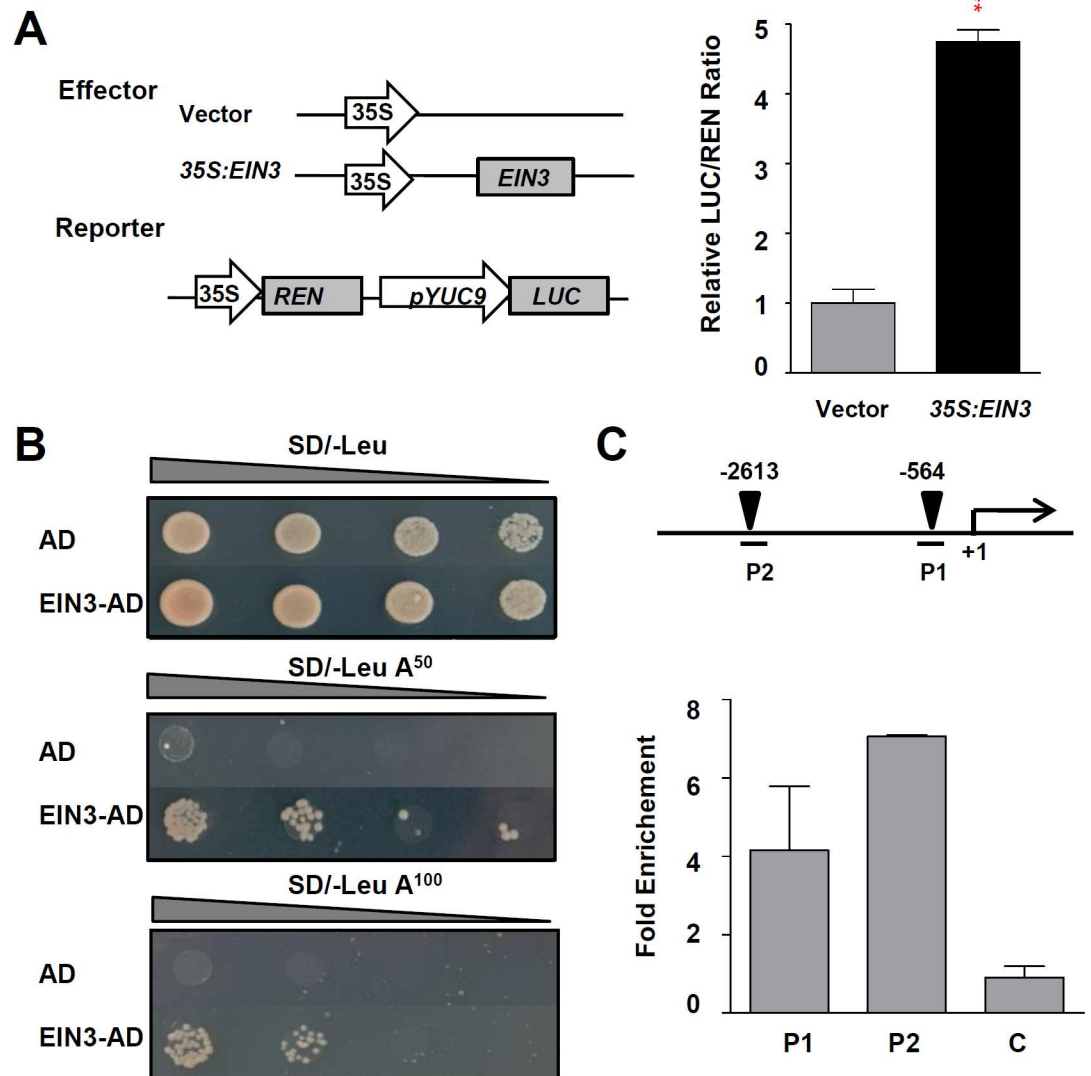 A
Effector
Vector
35S
35S:EIN3
35S
EIN3
Reporter
35S
REN
pYUC9
LUC
Relative LUC/REN Ratio
5
4
3
2
1
0
Vector
35S:EIN3
B
SD/-Leu
AD
EIN3-AD
SD/-Leu A⁵⁰
AD
EIN3-AD
SD/-Leu A¹⁰⁰
AD
EIN3-AD
C
-2613
-564
P2
P1
+1
Fold Enrichement
8
6
4
2
0
P1
P2
C